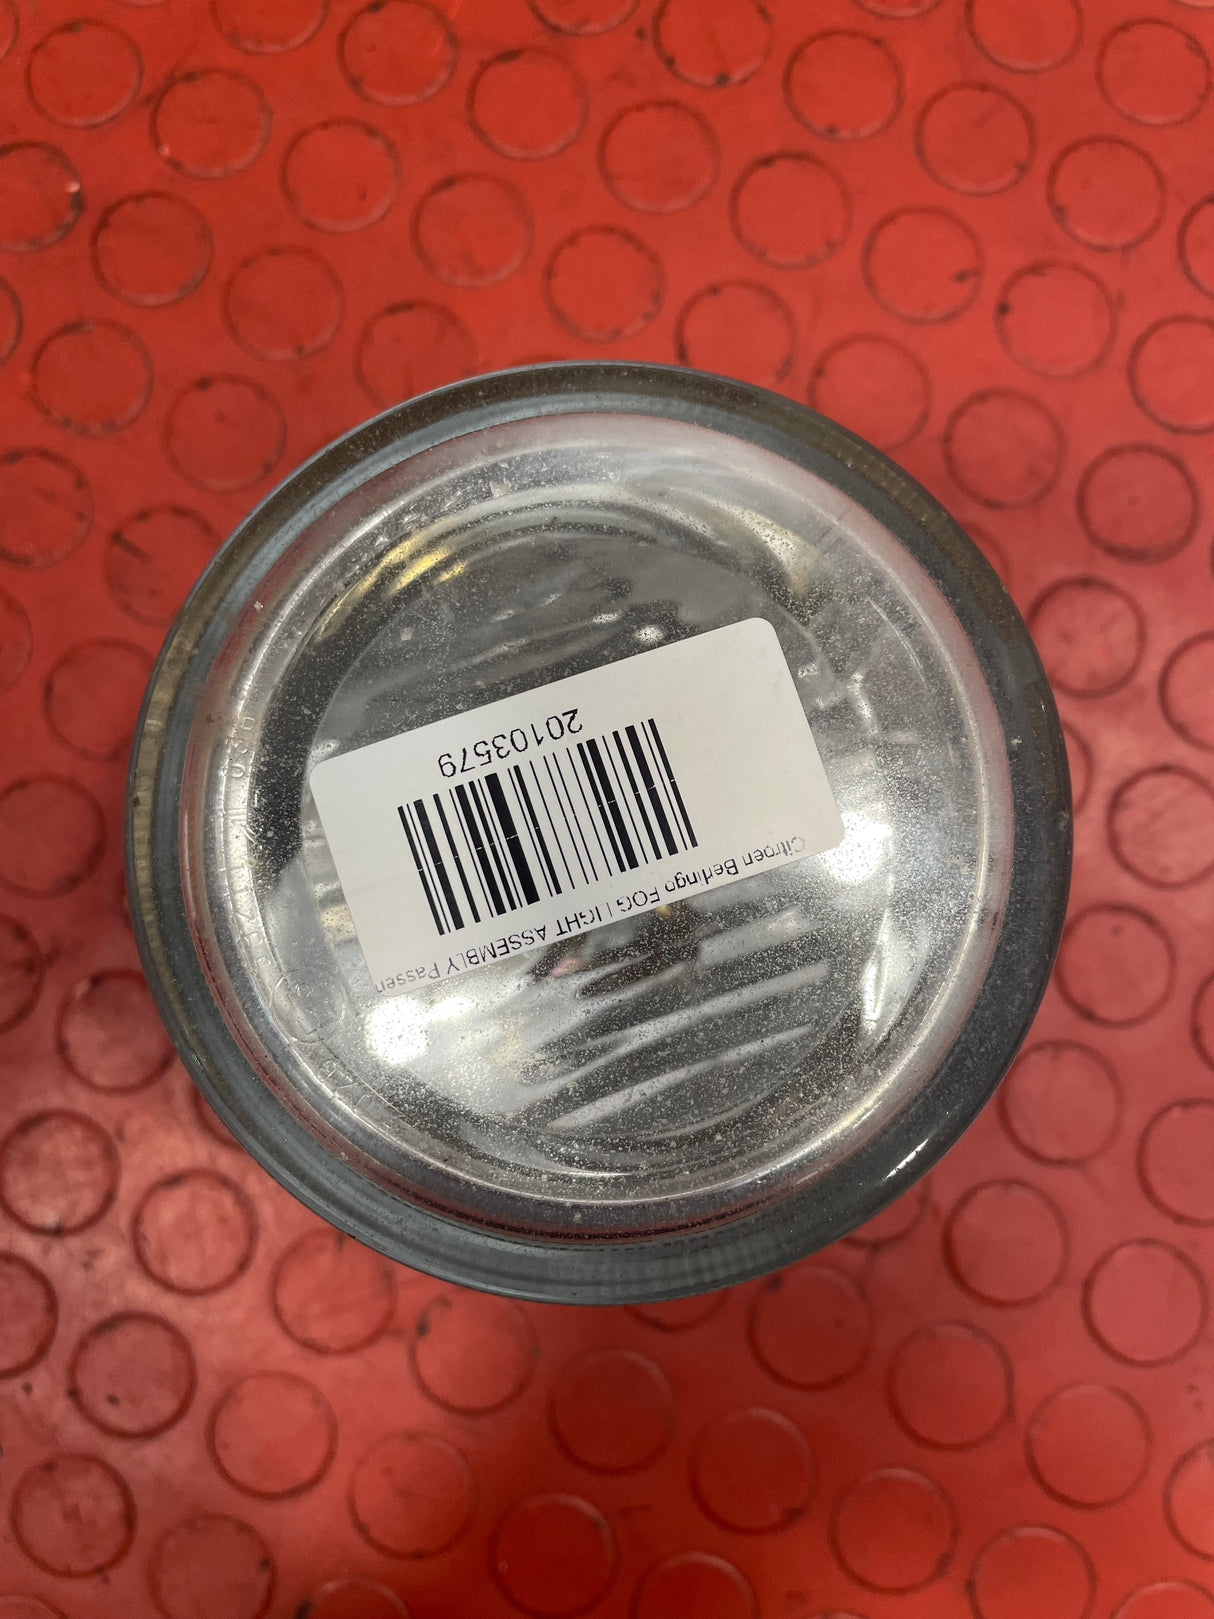 Citroen Berlingo FOG LIGHT ASSEMBLY Passen
20103579